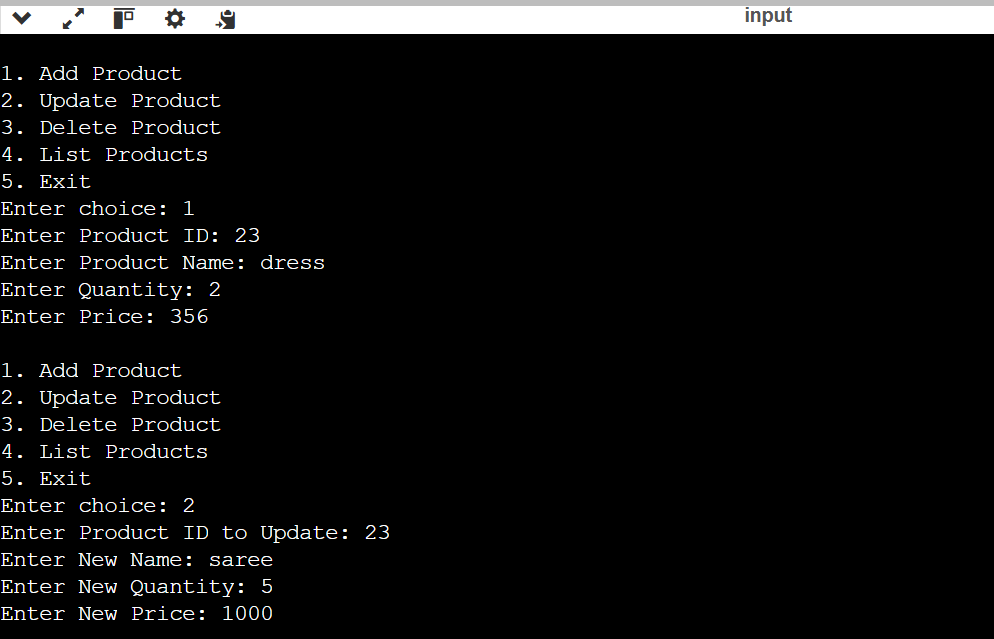 input
1. Add Product
2. Update Product
3. Delete Product
4. List Products
5. Exit
Enter choice: 1
Enter Product ID: 23
Enter Product Name: dress
Enter Quantity: 2
Enter Price: 356
1. Add Product
2. Update Product
3. Delete Product
4. List Products
5. Exit
Enter choice: 2
Enter Product ID to Update: 23
Enter New Name: saree
Enter New Quantity: 5
Enter New Price: 1000